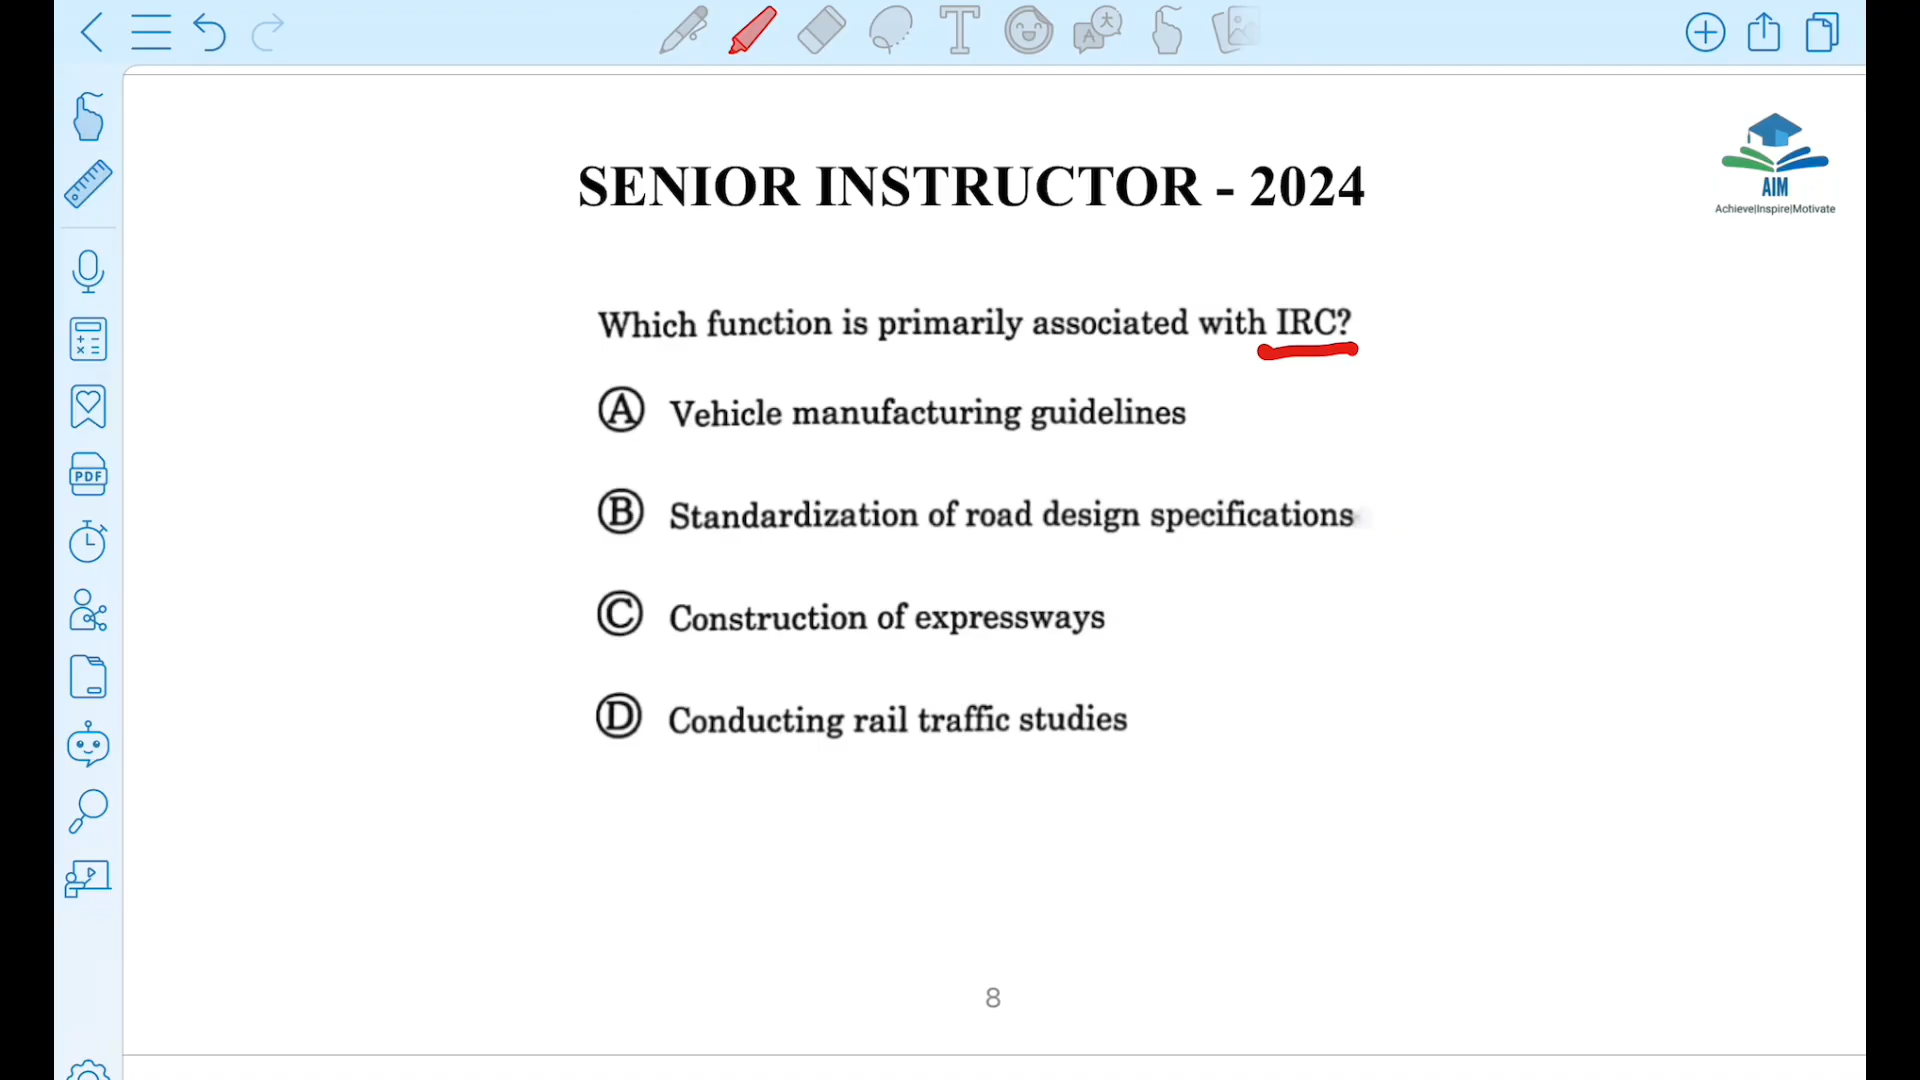 T
A
PDF
SENIOR INSTRUCTOR - 2024
AIM
Achieve|Inspire|Motivate
Which function is primarily associated with IRC?
A Vehicle manufacturing guidelines
B Standardization of road design specifications
C Construction of expressways
D Conducting rail traffic studies
8